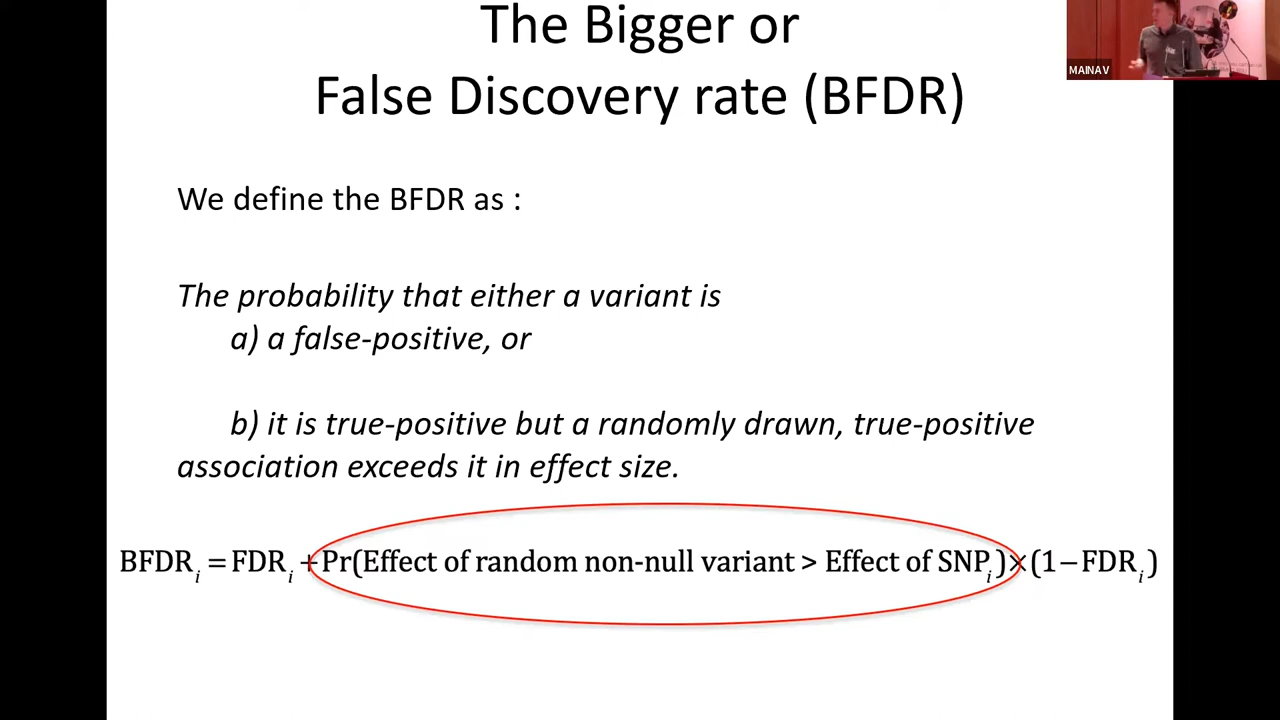 The Bigger or
False Discovery rate (BFDR)
MAINAV
We define the BFDR as :
The probability that either a variant is
a) a false-positive, or
b) it is true-positive but a randomly drawn, true-positive
association exceeds it in effect size.
BFDR_i = FDR_i + Pr(Effect of random non-null variant > Effect of SNP_i) × (1 − FDR_i)